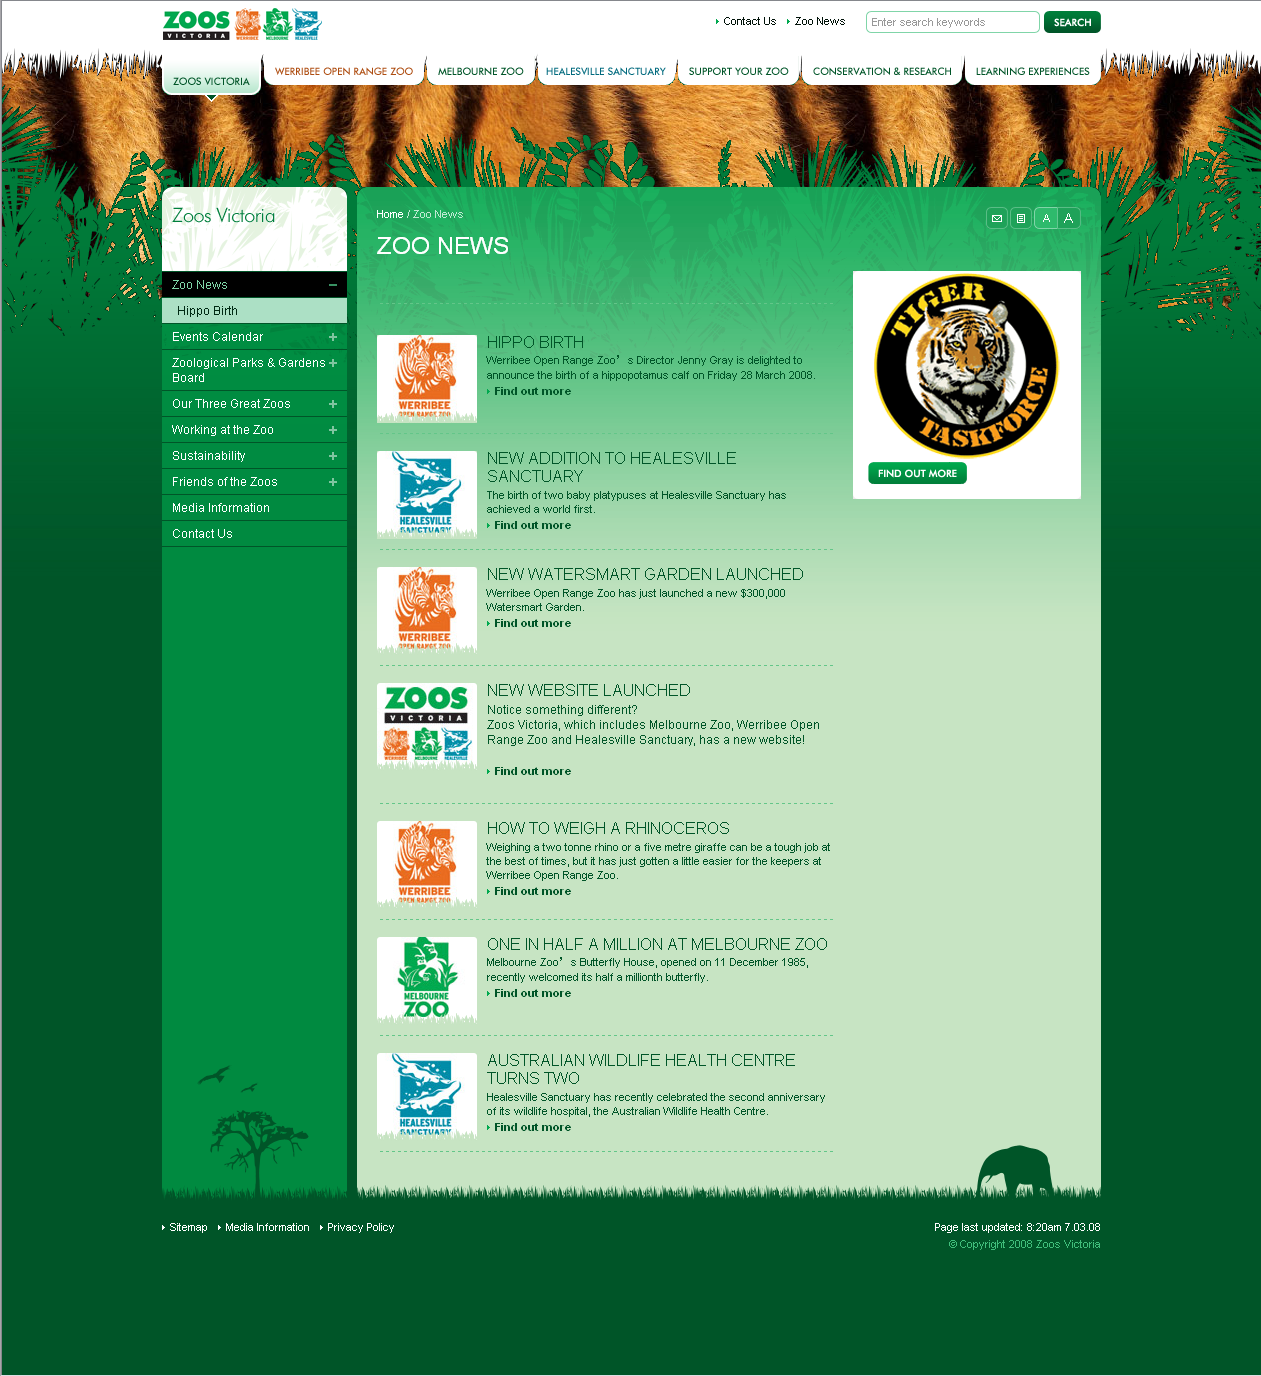 ZOOS
VICTORIA
Contact Us
Zoo News
Enter search keywords
SEARCH
ZOOS VICTORIA
WERRIBEE OPEN RANGE ZOO
MELBOURNE ZOO
HEALESVILLE SANCTUARY
SUPPORT YOUR ZOO
CONSERVATION & RESEARCH
LEARNING EXPERIENCES
Zoos Victoria
Zoo News
Hippo Birth
Events Calendar
Zoological Parks & Gardens
Board
Our Three Great Zoos
Working at the Zoo
Sustainability
Friends of the Zoos
Media Information
Contact Us
Home / Zoo News
A A
ZOO NEWS
WERRIBEE
OPEN RANGE ZOO
HIPPO BIRTH
Werribee Open Range Zoo’s Director Jenny Gray is delighted to
announce the birth of a hippopotamus calf on Friday 28 March 2008.
Find out more
HEALESVILLE
SANCTUARY
NEW ADDITION TO HEALESVILLE
SANCTUARY
The birth of two baby platypuses at Healesville Sanctuary has
achieved a world first.
Find out more
WERRIBEE
OPEN RANGE ZOO
NEW WATERSMART GARDEN LAUNCHED
Werribee Open Range Zoo has just launched a new $300,000
Watersmart Garden.
Find out more
ZOOS
VICTORIA
NEW WEBSITE LAUNCHED
Notice something different?
Zoos Victoria, which includes Melbourne Zoo, Werribee Open
Range Zoo and Healesville Sanctuary, has a new website!
Find out more
WERRIBEE
OPEN RANGE ZOO
HOW TO WEIGH A RHINOCEROS
Weighing a two tonne rhino or a five metre giraffe can be a tough job at
the best of times, but it has just gotten a little easier for the keepers at
Werribee Open Range Zoo.
Find out more
MELBOURNE
ZOO
ONE IN HALF A MILLION AT MELBOURNE ZOO
Melbourne Zoo’s Butterfly House, opened on 11 December 1985,
recently welcomed its half a millionth butterfly.
Find out more
HEALESVILLE
SANCTUARY
AUSTRALIAN WILDLIFE HEALTH CENTRE
TURNS TWO
Healesville Sanctuary has recently celebrated the second anniversary
of its wildlife hospital, the Australian Wildlife Health Centre.
Find out more
TIGER
TASKFORCE
FIND OUT MORE
Sitemap
Media Information
Privacy Policy
Page last updated: 8:20am 7.03.08
© Copyright 2008 Zoos Victoria